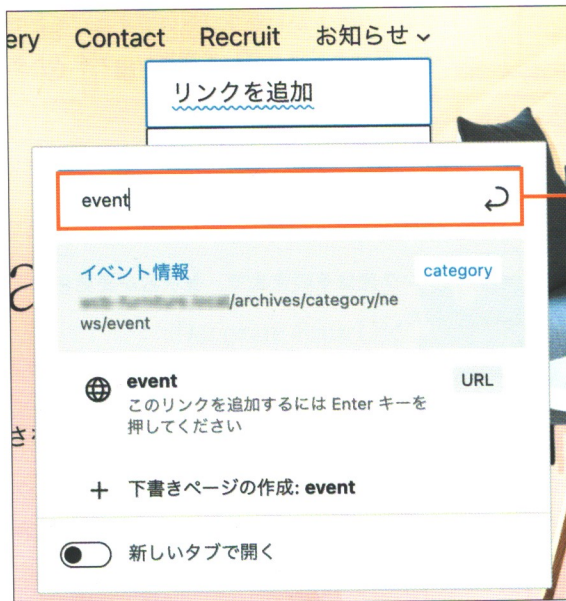 ery Contact Recruit お知らせ
リンクを追加
event
イベント情報 category
/archives/category/ne
ws/event
event URL
このリンクを追加するには Enter キーを
押してください
下書きページの作成: event
新しいタブで開く